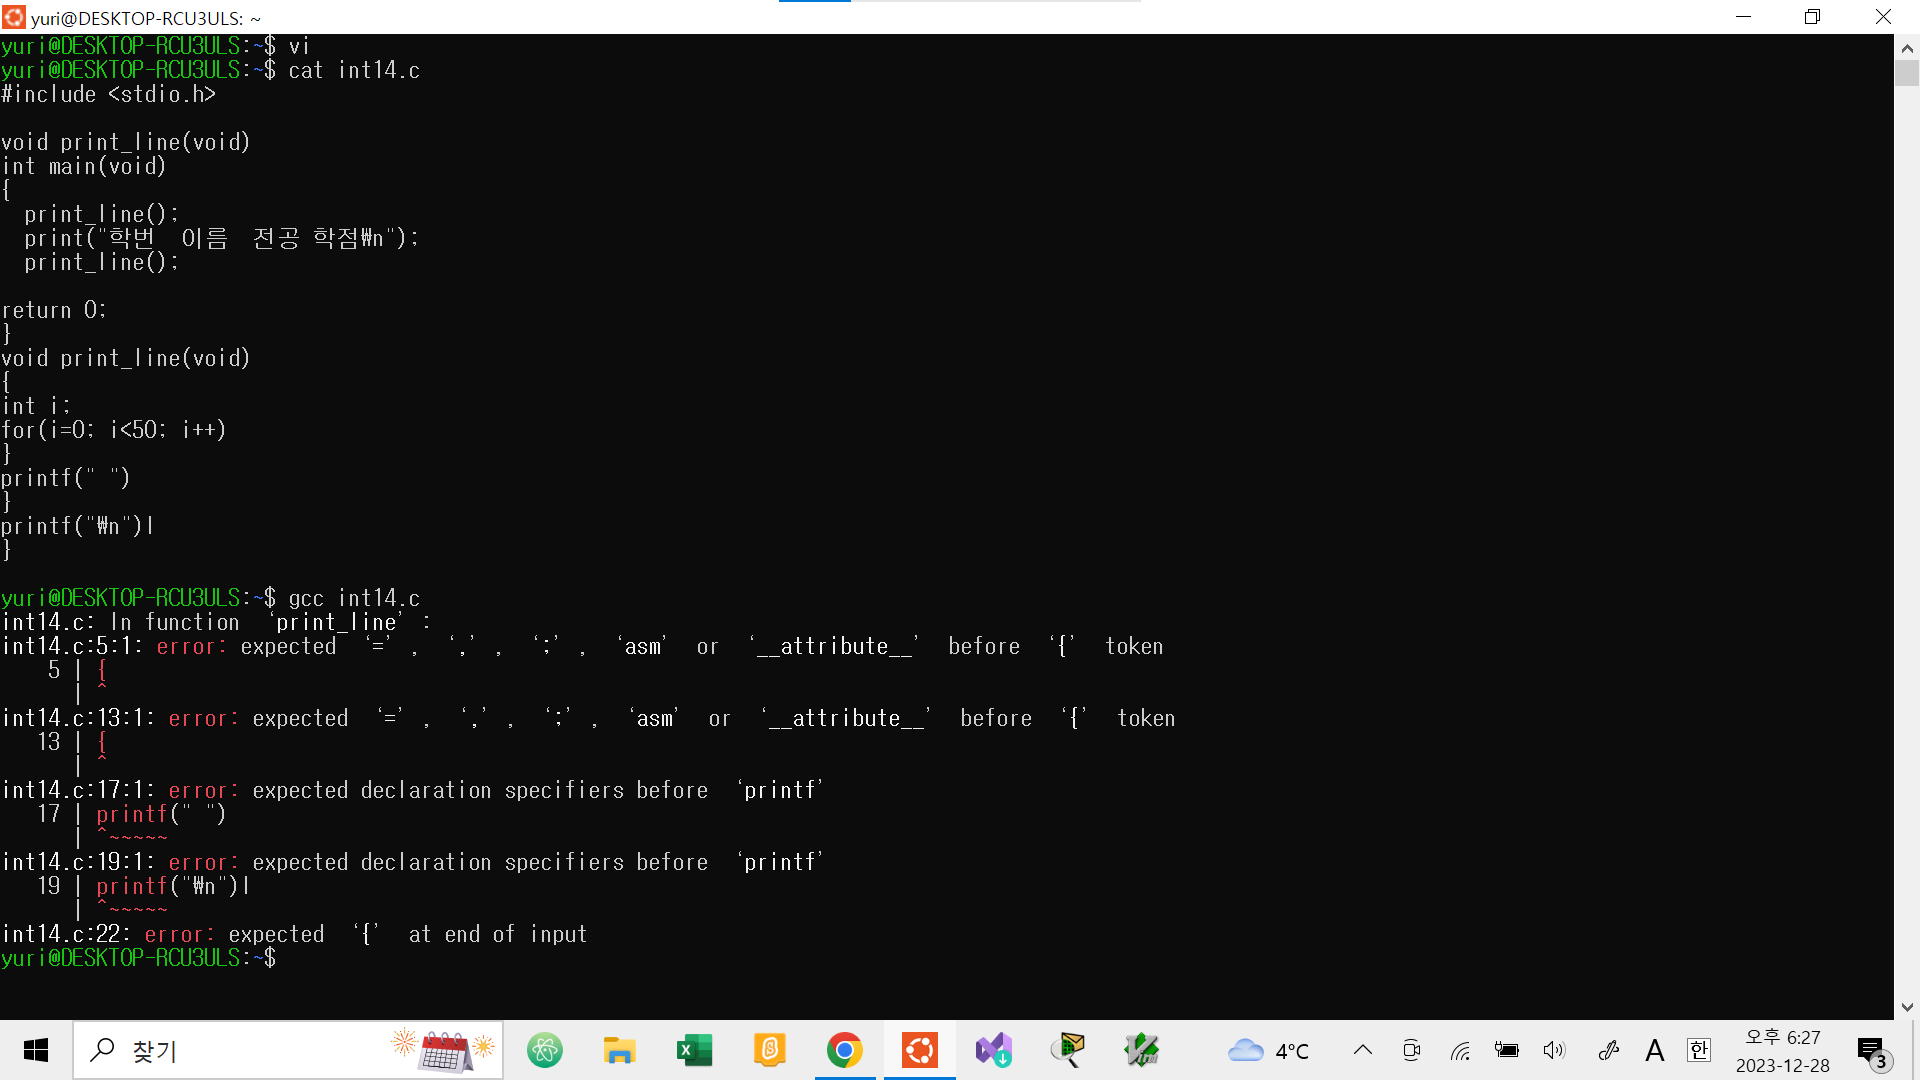 yuri@DESKTOP-RCU3ULS: ~
yuri@DESKTOP-RCU3ULS:~$ vi
yuri@DESKTOP-RCU3ULS:~$ cat int14.c
#include <stdio.h>
void print_line(void)
int main(void)
{
  print_line();
  print("학번  이름  전공 학점₩n");
  print_line();
return 0;
}
void print_line(void)
{
int i;
for(i=0; i<50; i++)
}
printf(" ")
}
printf("₩n")l
}
yuri@DESKTOP-RCU3ULS:~$ gcc int14.c
int14.c: In function ‘print_line’:
int14.c:5:1: error: expected ‘=’, ‘,’, ‘;’, ‘asm’ or ‘__attribute__’ before ‘{’ token
    5 | {
      | ^
int14.c:13:1: error: expected ‘=’, ‘,’, ‘;’, ‘asm’ or ‘__attribute__’ before ‘{’ token
   13 | {
      | ^
int14.c:17:1: error: expected declaration specifiers before ‘printf’
   17 | printf(" ")
      | ^~~~~~
int14.c:19:1: error: expected declaration specifiers before ‘printf’
   19 | printf("₩n")l
      | ^~~~~~
int14.c:22: error: expected ‘{’ at end of input
yuri@DESKTOP-RCU3ULS:~$
찾기
4°C
A
한
오후 6:27
2023-12-28
3